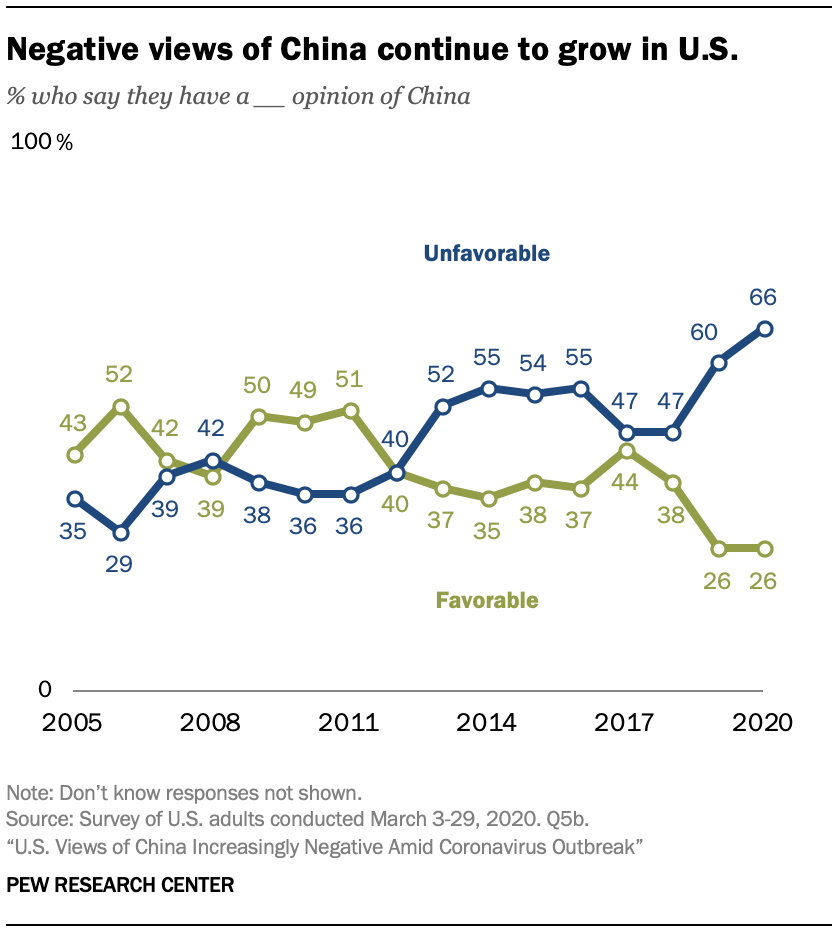 Negative views of China continue to grow in U.S.
% who say they have a __ opinion of China
100 %
Unfavorable
66
60
52 55 54 55
52 50 49 51 47 47
43 42 42 40
35 39 39 38 36 36 40 37 35 38 37 44 38
29 26 26
Favorable
0
2005 2008 2011 2014 2017 2020
Note: Don’t know responses not shown.
Source: Survey of U.S. adults conducted March 3-29, 2020. Q5b.
“U.S. Views of China Increasingly Negative Amid Coronavirus Outbreak”
PEW RESEARCH CENTER